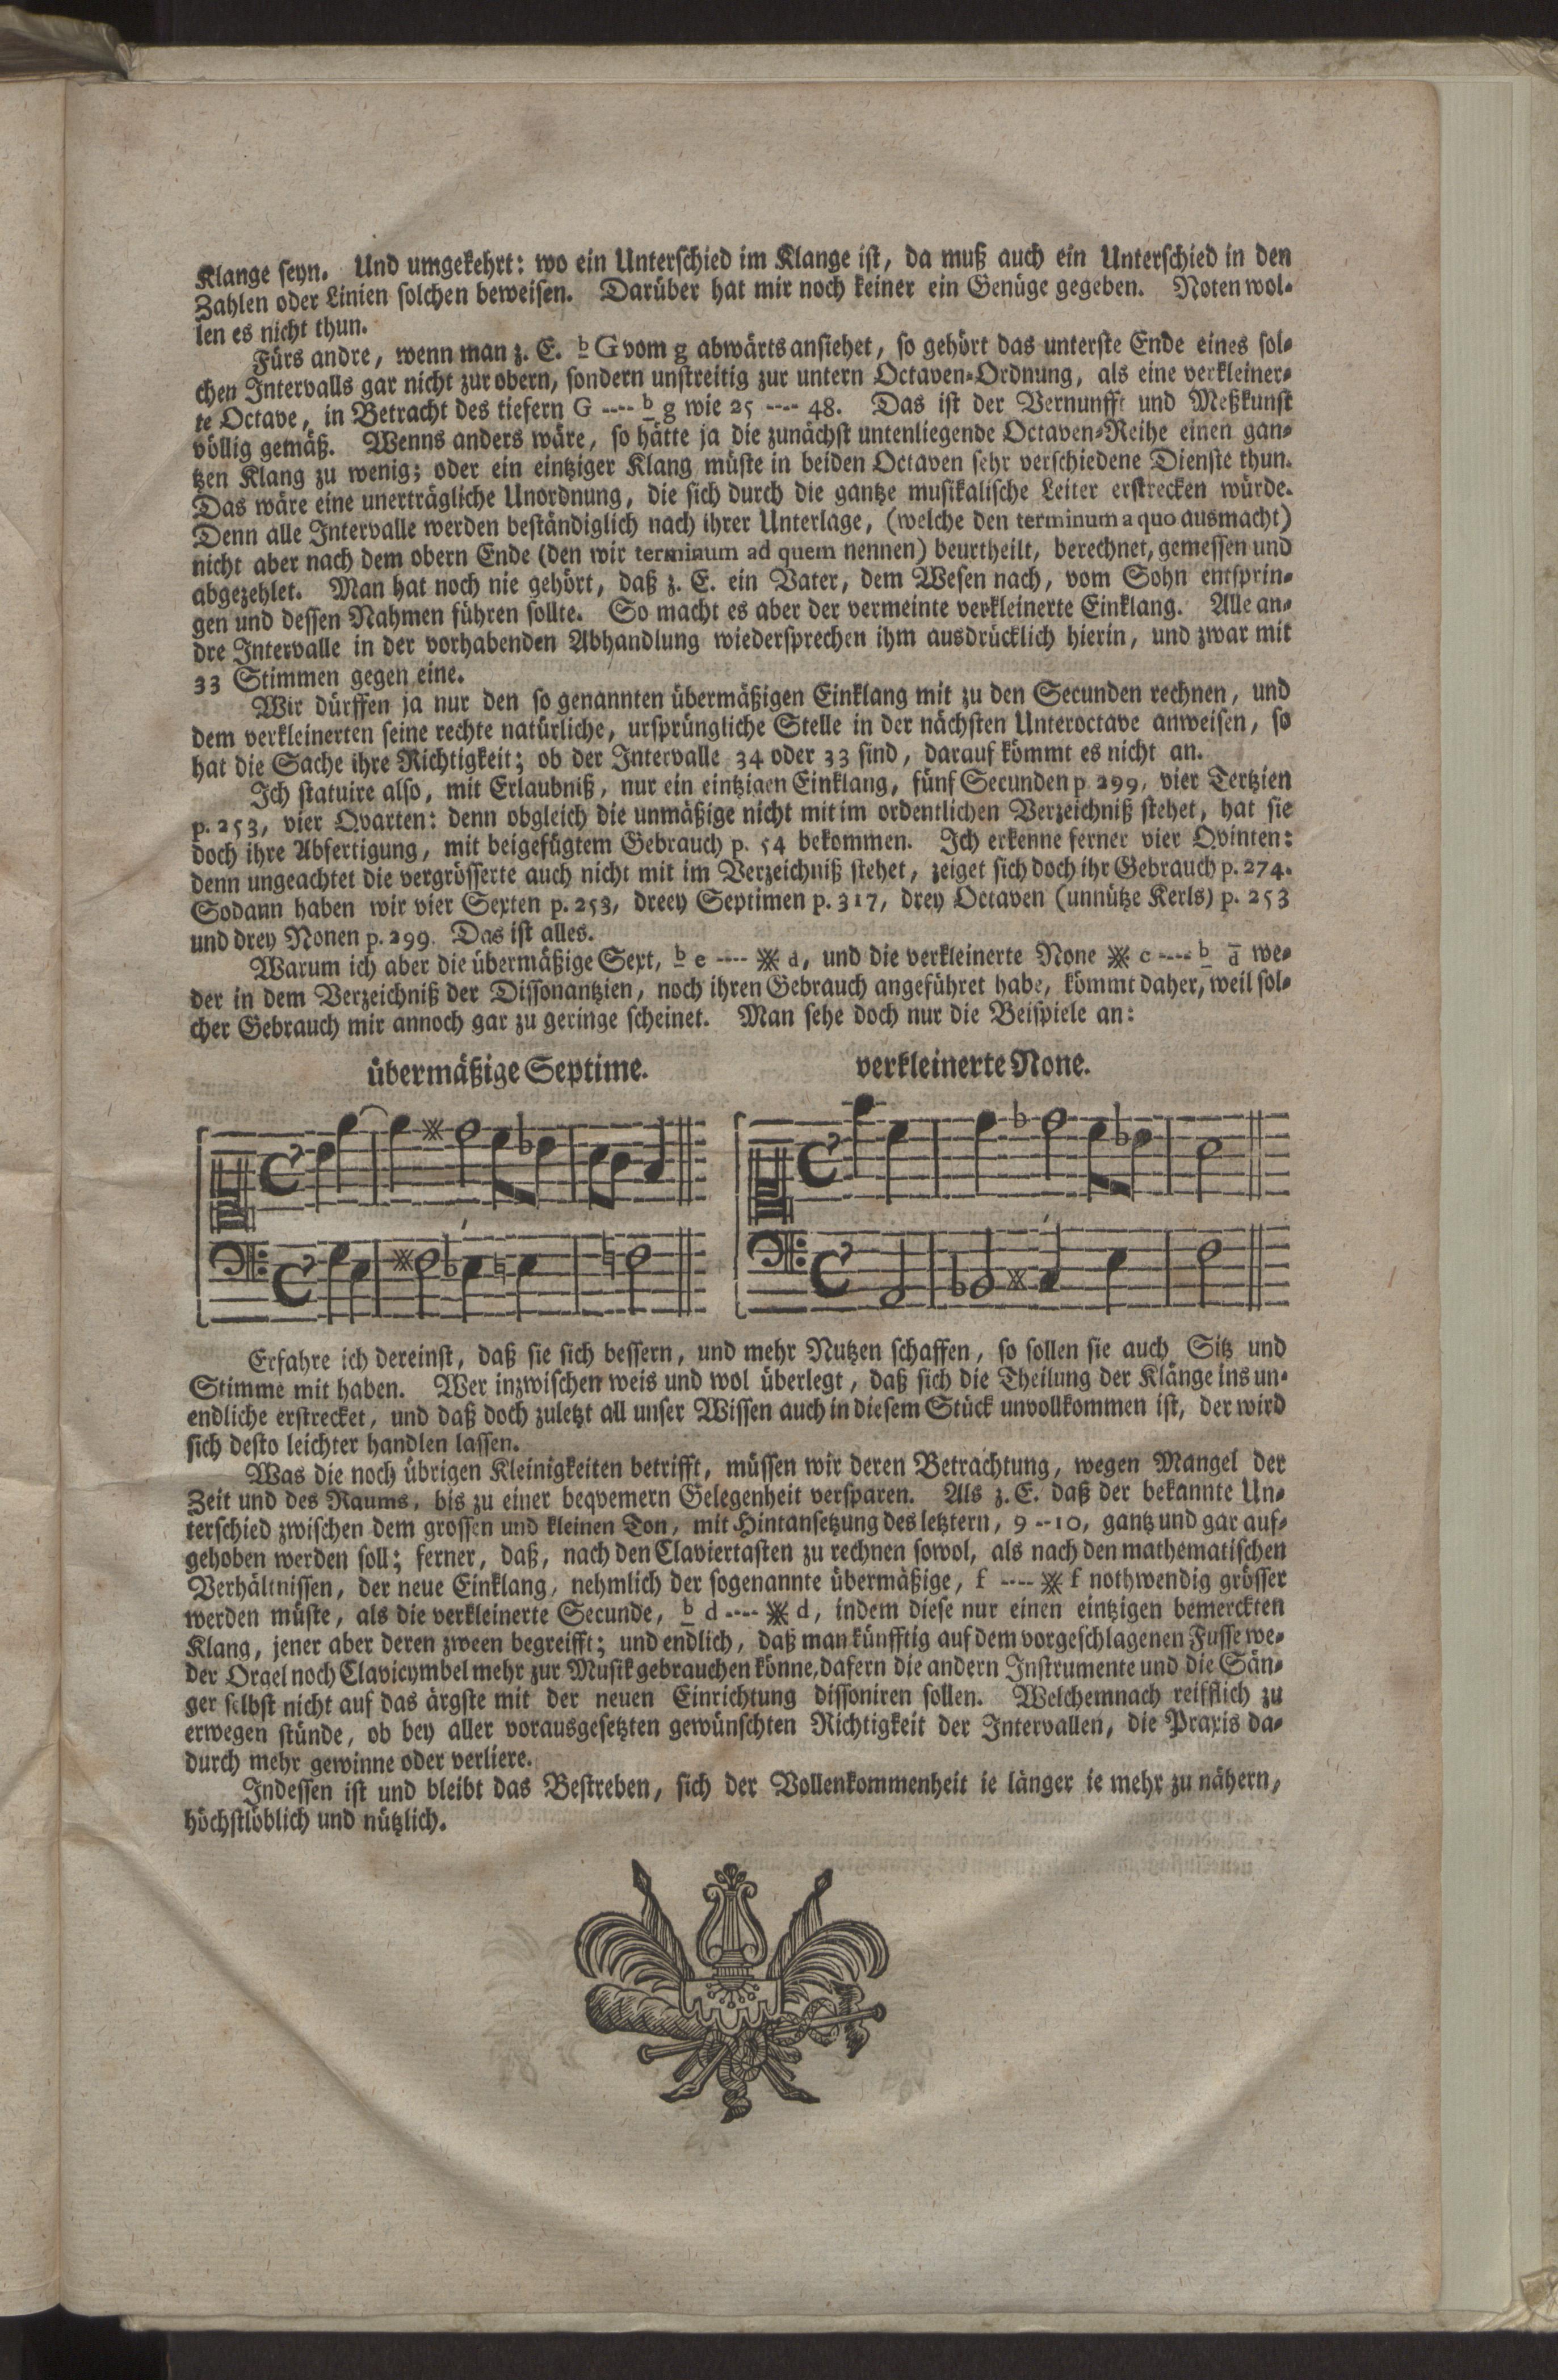 Klange seyn. Und umgekehrt: wo ein Unterschied im Klange ist, da muß auch ein Unterschied in den
Zahlen oder Linien solchen beweisen. Darüber hat mir noch keiner ein Genüge gegeben. Noten wol-
len es nicht thun.
Fürs andre, wenn man z. E. b G vom g abwärts ansiehet, so gehört das unterste Ende eines sol-
chen Intervalls gar nicht zur obern, sondern unstreitig zur untern Octaven-Ordnung, als eine verkleiner-
te Octave, in Betracht des tiefern G ---- b g wie 25 ---- 48. Das ist der Vernunfft und Meßkunst
völlig gemäß. Wenns anders wäre, so hätte ja die zunächst untenliegende Octaven-Reihe einen gan-
tzen Klang zu wenig; oder ein eintziger Klang müste in beiden Octaven sehr verschiedene Dienste thun.
Das wäre eine unerträgliche Unordnung, die sich durch die gantze musikalische Leiter erstrecken würde.
Denn alle Intervalle werden beständiglich nach ihrer Unterlage, (welche den terminum a quo ausmacht)
nicht aber nach dem obern Ende (den wir terminum ad quem nennen) beurtheilt, berechnet, gemessen und
abgezehlet. Man hat noch nie gehört, daß z. E. ein Vater, dem Wesen nach, vom Sohn entsprin-
gen und dessen Nahmen führen sollte. So macht es aber der vermeinte verkleinerte Einklang. Alle an-
dre Intervalle in der vorhabenden Abhandlung wiedersprechen ihm ausdrücklich hierin, und zwar mit
33 Stimmen gegen eine.
Wir dürffen ja nur den so genannten übermäßigen Einklang mit zu den Secunden rechnen, und
dem verkleinerten seine rechte natürliche, ursprüngliche Stelle in der nächsten Unteroctave anweisen, so
hat die Sache ihre Richtigkeit; ob der Intervalle 34 oder 33 sind, darauf kömmt es nicht an.
Ich statuire also, mit Erlaubniß, nur ein eintzigen Einklang, fünf Secunden p 299, vier Tertzien
p. 253, vier Qvarten: denn obgleich die unmäßige nicht mit im ordentlichen Verzeichniß stehet, hat sie
doch ihre Abfertigung, mit beigefügtem Gebrauch p. 54 bekommen. Ich erkenne ferner vier Qvinten:
denn ungeachtet die vergrösserte auch nicht mit im Verzeichniß stehet, zeiget sich doch ihr Gebrauch p. 274.
Sodann haben wir vier Sexten p. 253, dreey Septimen p. 317, drey Octaven (unnütze Kerls) p. 253
und drey Nonen p. 299. Das ist alles.
Warum ich aber die übermäßige Sext, b e ---- ※ d, und die verkleinerte None ※ c ---- b d̅ we-
der in dem Verzeichniß der Dissonantzien, noch ihren Gebrauch angeführet habe, kömmt daher, weil sol-
cher Gebrauch mir annoch gar zu geringe scheinet. Man sehe doch nur die Beispiele an:
übermäßige Septime. verkleinerte None.
Erfahre ich dereinst, daß sie sich bessern, und mehr Nutzen schaffen, so sollen sie auch Sitz und
Stimme mit haben. Wer inzwischen weis und wol überlegt, daß sich die Theilung der Klänge ins un-
endliche erstrecket, und daß doch zuletzt all unser Wissen auch in diesem Stück unvollkommen ist, der wird
sich desto leichter handlen lassen.
Was die noch übrigen Kleinigkeiten betrifft, müssen wir deren Betrachtung, wegen Mangel der
Zeit und des Raums, bis zu einer beqvemern Gelegenheit versparen. Als z. E. daß der bekannte Un-
terschied zwischen dem grossen und kleinen Ton, mit Hintansetzung des letztern, 9 -- 10, gantz und gar auf-
gehoben werden soll; ferner, daß, nach den Claviertasten zu rechnen sowol, als nach den mathematischen
Verhältnissen, der neue Einklang, nehmlich der sogenannte übermäßige, f ---- ※ f nothwendig grösser
werden müste, als die verkleinerte Secunde, b d ---- ※ d, indem diese nur einen eintzigen bemerckten
Klang, jener aber deren zween begreifft; und endlich, daß man künfftig auf dem vorgeschlagenen Fusse we-
der Orgel noch Clavicymbel mehr zur Musik gebrauchen könne, dafern die andern Instrumente und die Sän-
ger selbst nicht auf das ärgste mit der neuen Einrichtung dissoniren sollen. Welchemnach reifflich zu
erwegen stünde, ob bey aller vorausgesetzten gewünschten Richtigkeit der Intervallen, die Praxis da-
durch mehr gewinne oder verliere.
Indessen ist und bleibt das Bestreben, sich der Vollenkommenheit ie länger ie mehr zu nähern,
höchstlöblich und nützlich.